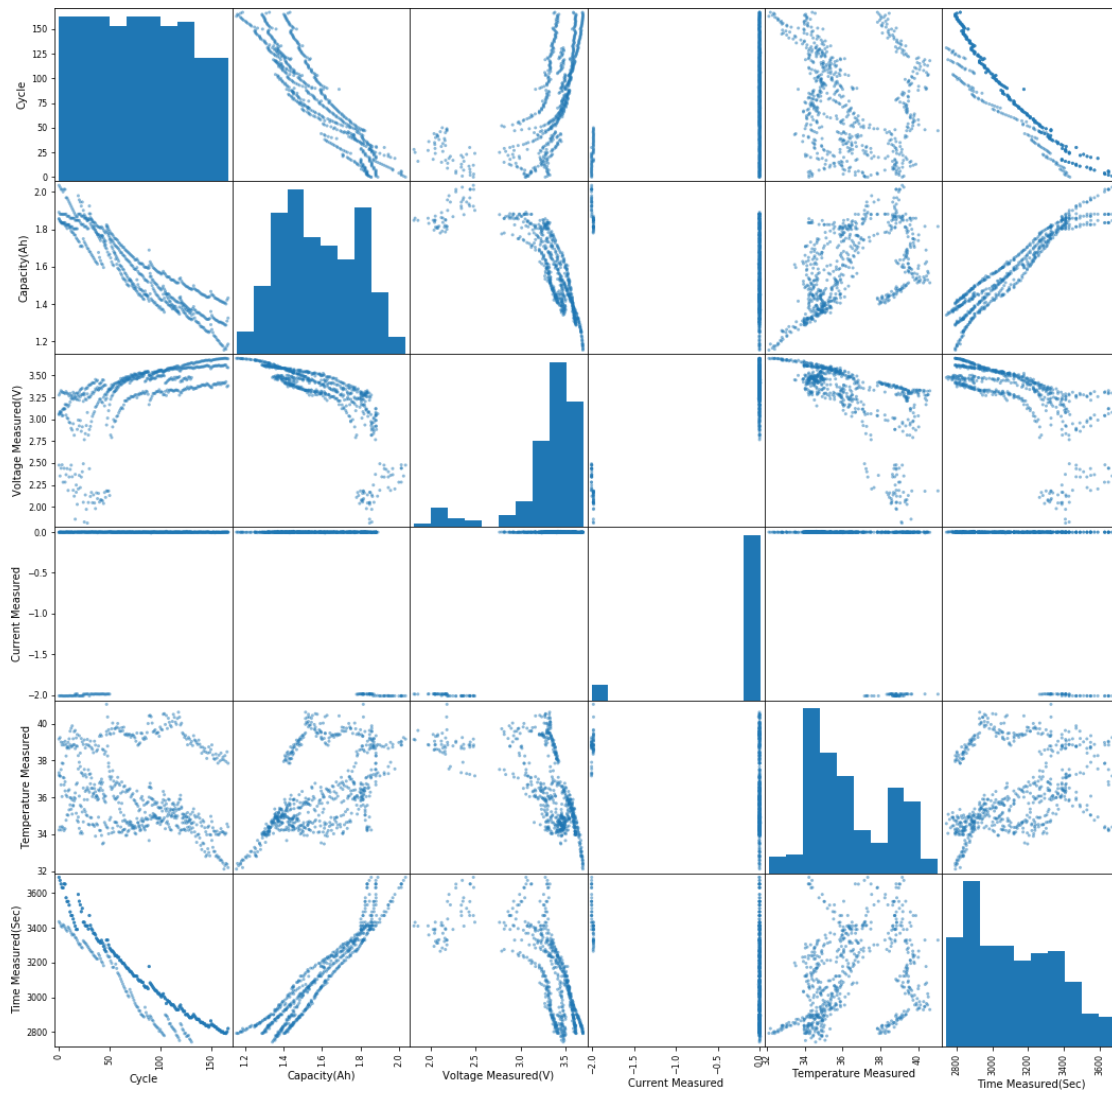 150
125
100
75
50
25
0
Cycle
2.0
1.8
1.6
1.4
1.2
Capacity(Ah)
3.50
3.25
3.00
2.75
2.50
2.25
2.00
Voltage Measured(V)
0.0
−0.5
−1.0
−1.5
−2.0
Current Measured
40
38
36
34
32
Temperature Measured
3600
3400
3200
3000
2800
Time Measured(Sec)
0 50 100 150
Cycle
1.2 1.4 1.6 1.8 2.0
Capacity(Ah)
2.0 2.5 3.0 3.5
Voltage Measured(V)
−2.0 −1.5 −1.0 −0.5 0.0
Current Measured
32 34 36 38 40
Temperature Measured
2800 3000 3200 3400 3600
Time Measured(Sec)